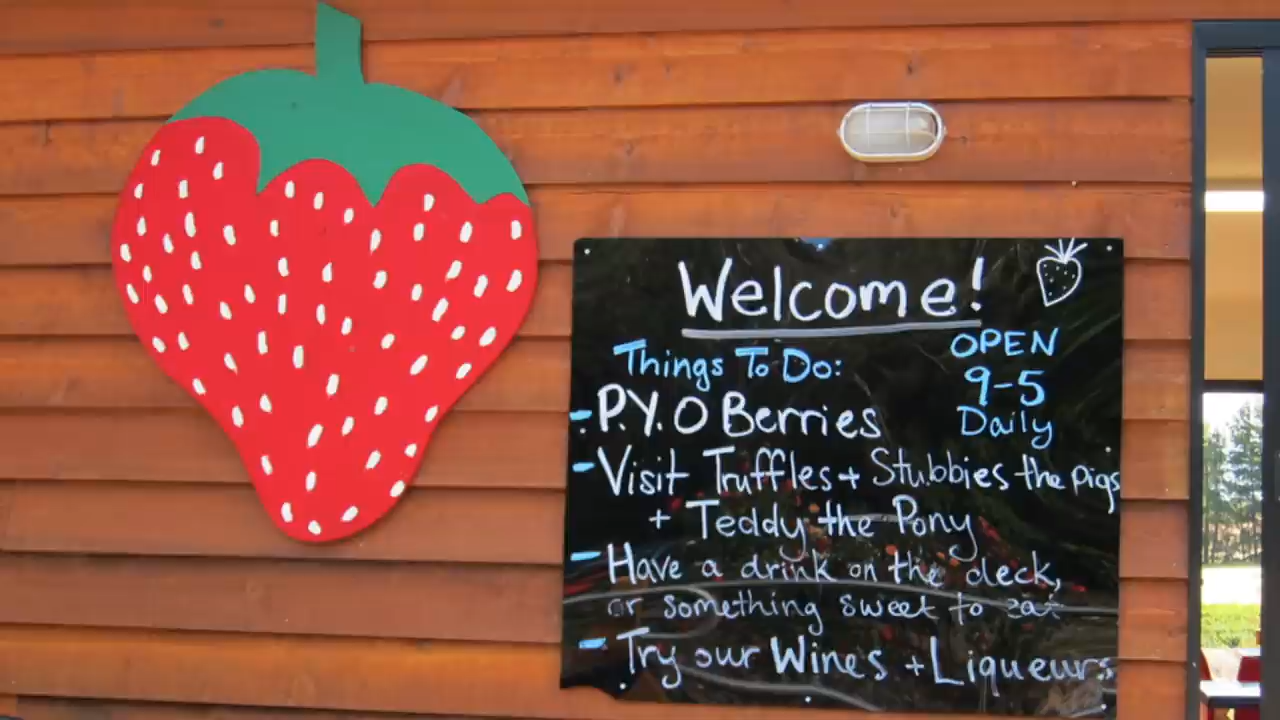 Welcome!
Things To Do:
OPEN
9-5
Daily
- P.Y.O Berries
- Visit Truffles + Stubbies the pigs
+ Teddy the Pony
- Have a drink on the deck,
or something sweet to eat
- Try our Wines + Liqueurs